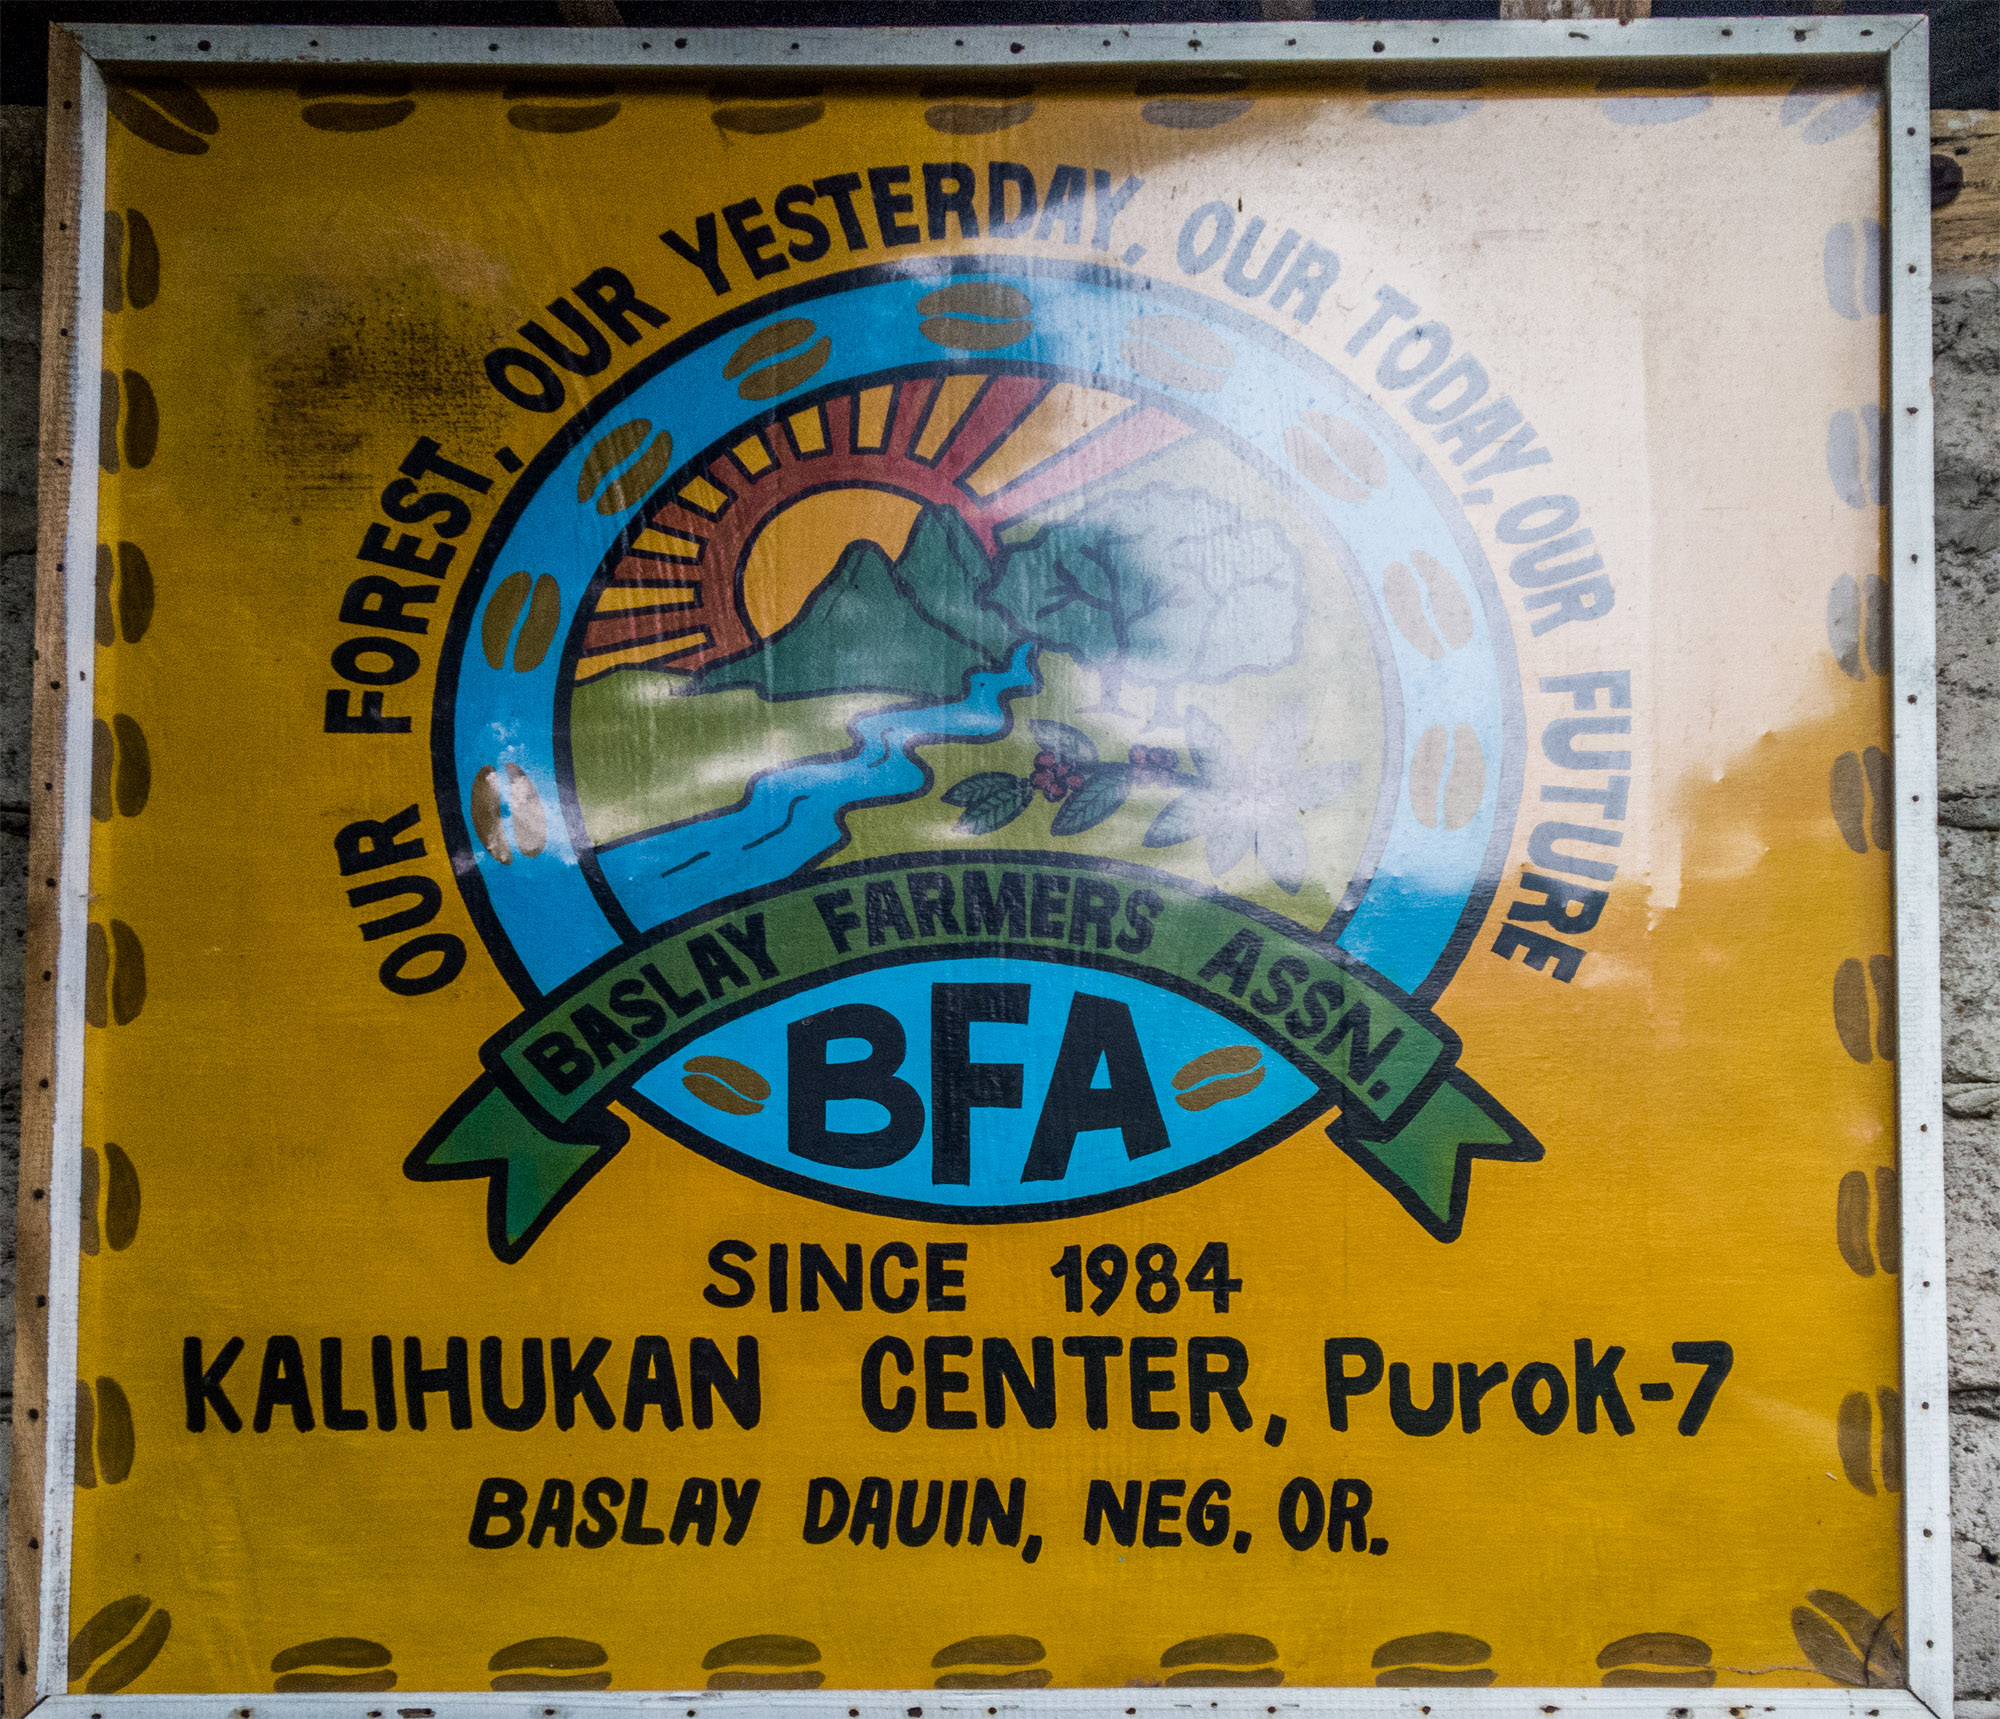 OUR FOREST, OUR YESTERDAY, OUR TODAY, OUR FUTURE
BASLAY FARMERS ASSN.
BFA
SINCE 1984
KALIHUKAN CENTER, PuroK-7
BASLAY DAUIN, NEG. OR.